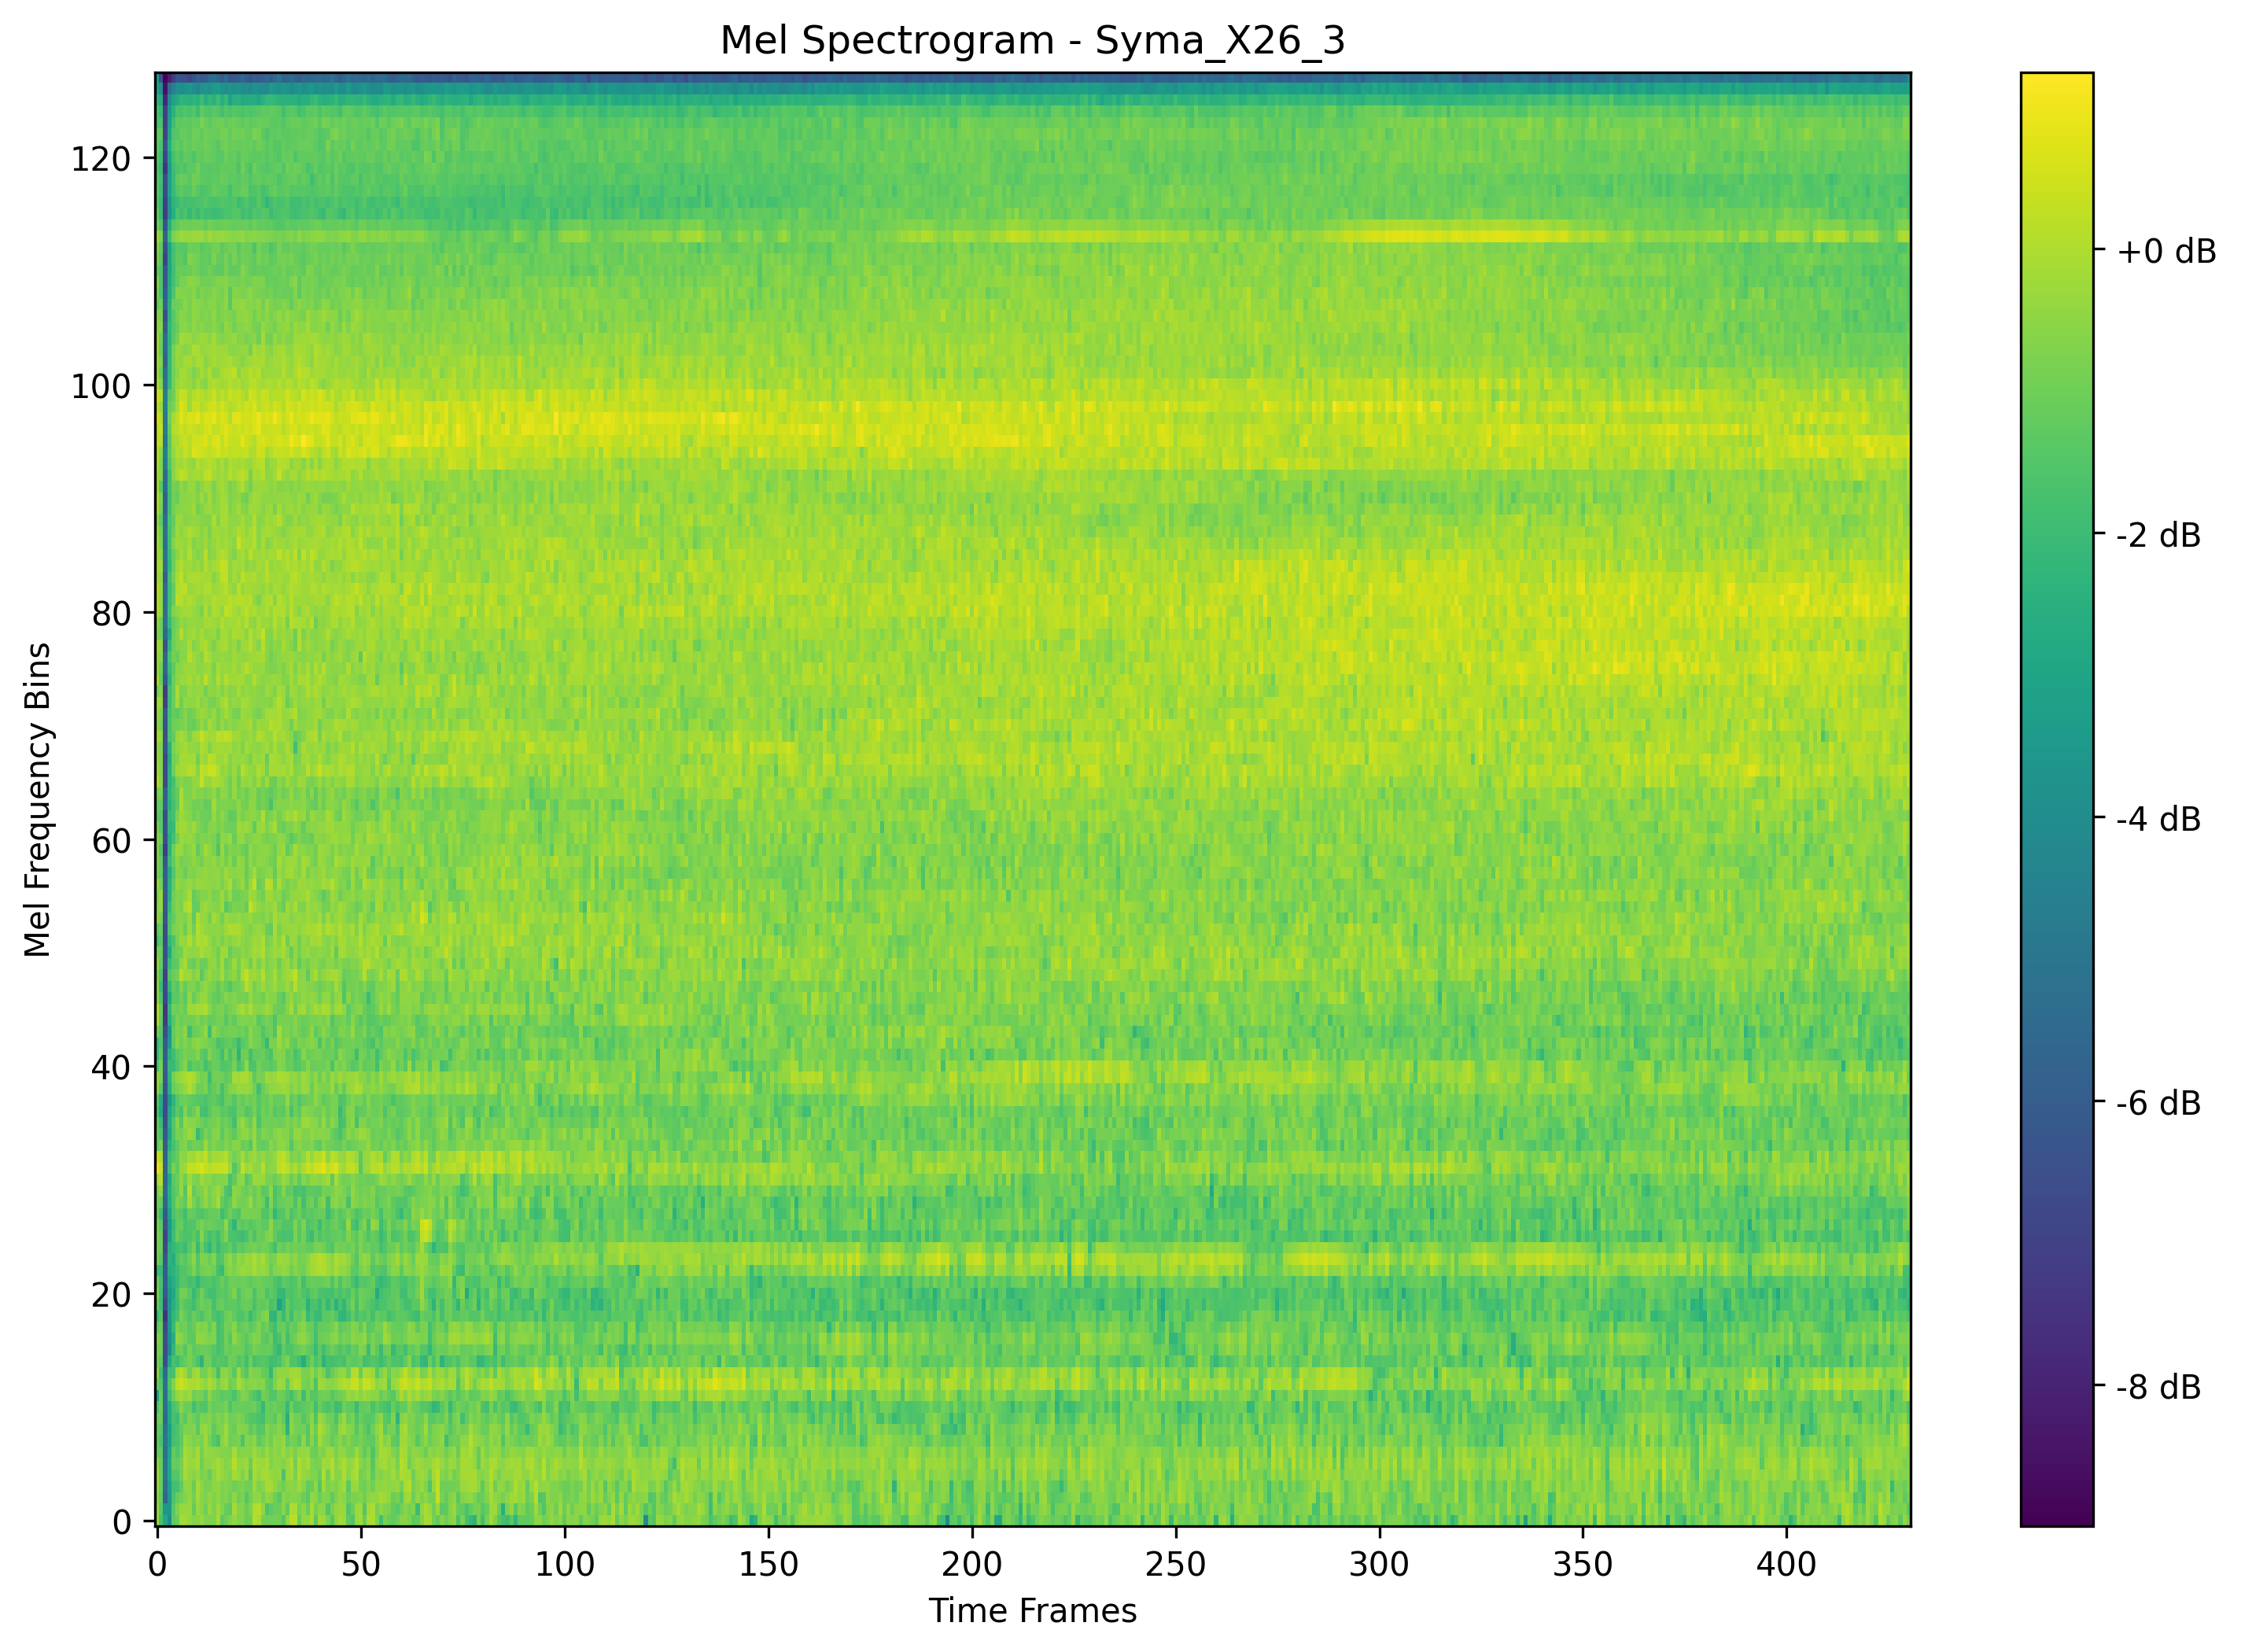 Mel Spectrogram - Syma_X26_3
Mel Frequency Bins
120
100
80
60
40
20
0
0 50 100 150 200 250 300 350 400
Time Frames
+0 dB
-2 dB
-4 dB
-6 dB
-8 dB